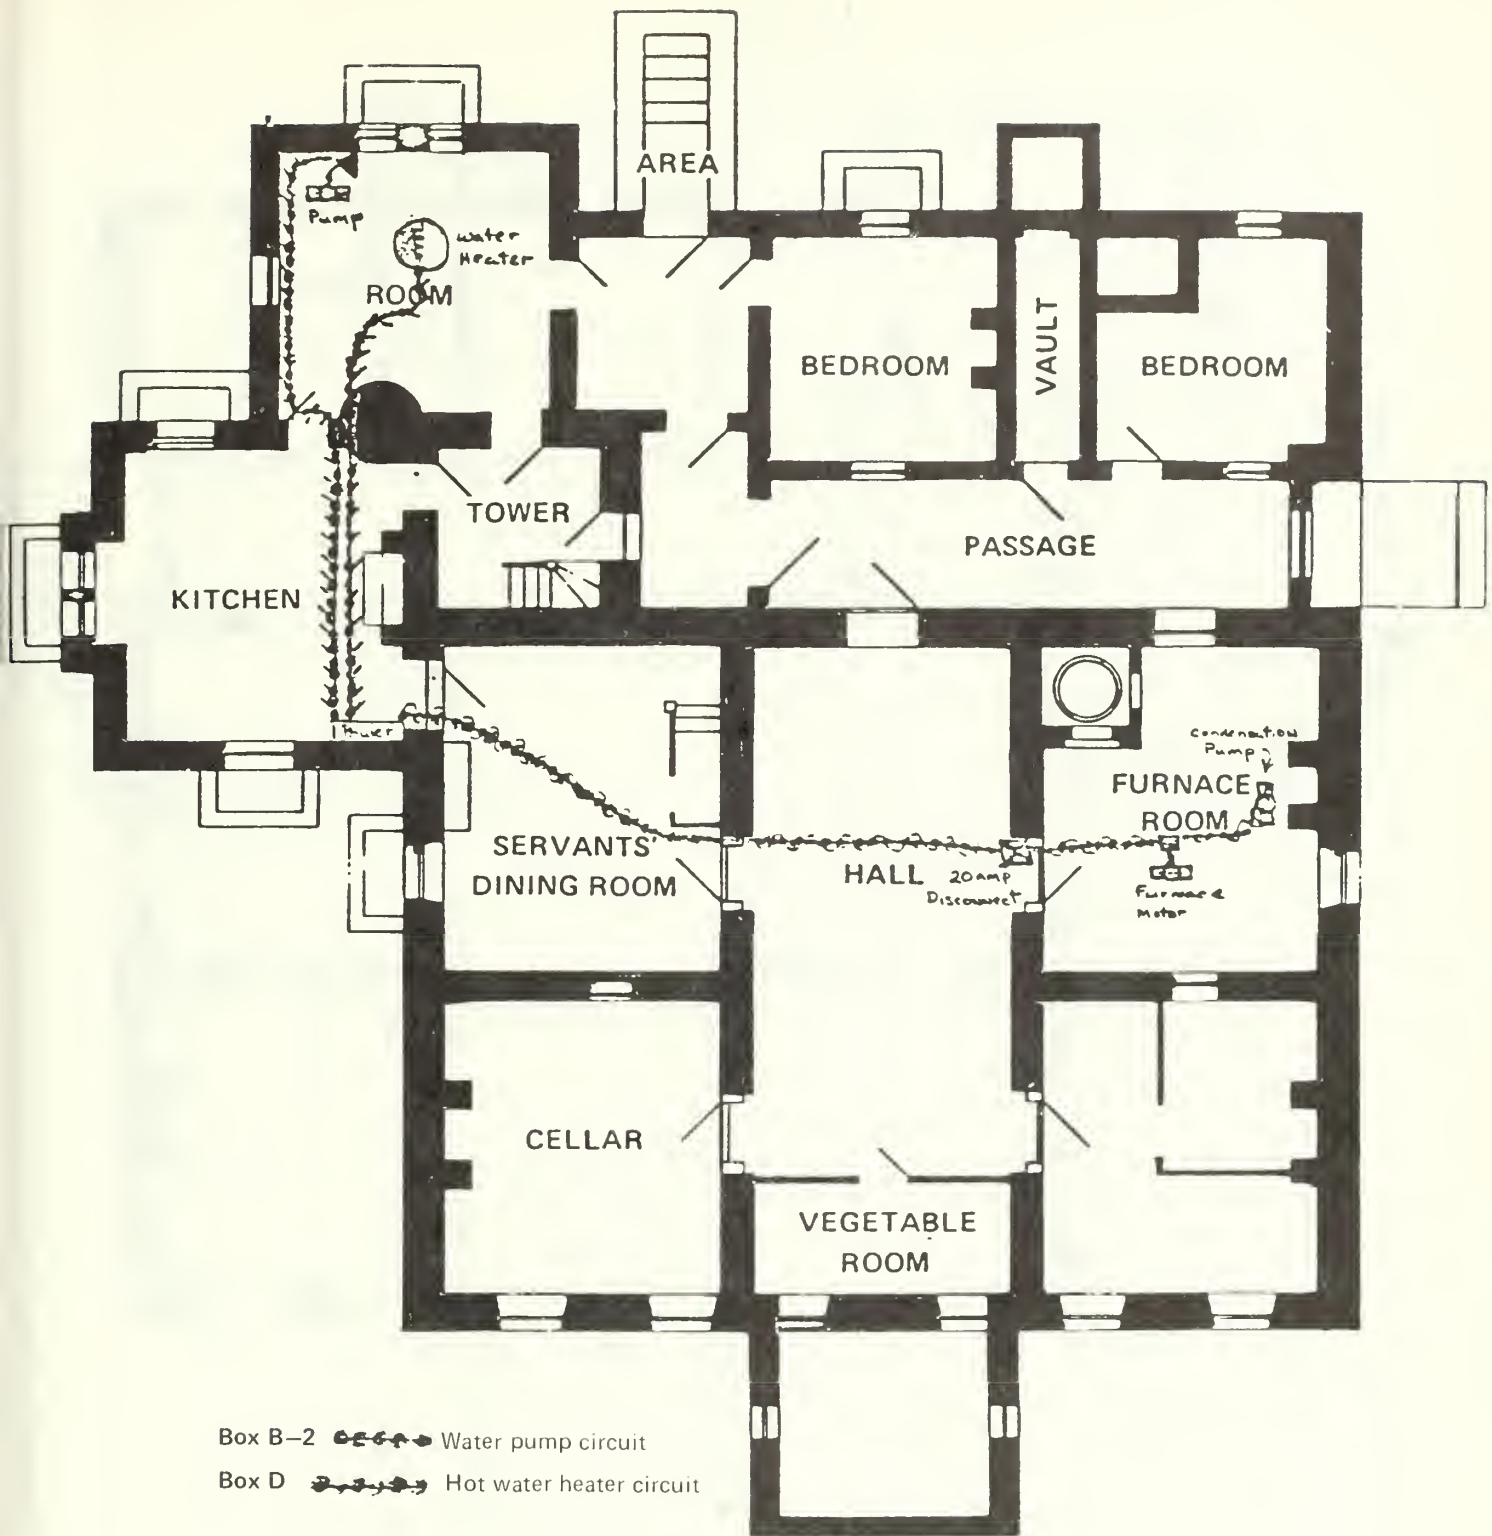 AREA
Pump
Water
Heater
ROOM
BEDROOM
VAULT
BEDROOM
TOWER
PASSAGE
KITCHEN
Condensation
Pump
FURNACE
ROOM
SERVANTS'
DINING ROOM
HALL
20 amp
Disconnect
Furnace
Motor
CELLAR
VEGETABLE
ROOM
Box B–2 Water pump circuit
Box D Hot water heater circuit